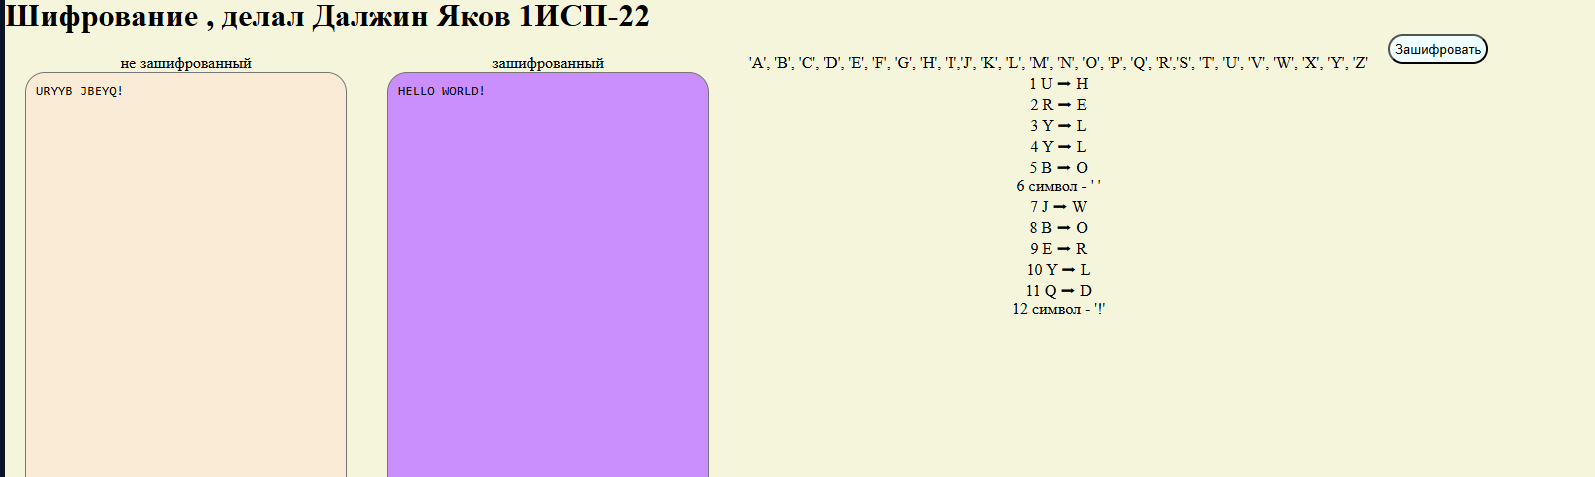 Шифрование , делал Далжин Яков 1ИСП-22
не зашифрованный
URYYB JBEYQ!
зашифрованный
HELLO WORLD!
'A', 'B', 'C', 'D', 'E', 'F', 'G', 'H', 'I','J', 'K', 'L', 'M', 'N', 'O', 'P', 'Q', 'R','S', 'T', 'U', 'V', 'W', 'X', 'Y', 'Z'
1 U ➞ H
2 R ➞ E
3 Y ➞ L
4 Y ➞ L
5 B ➞ O
6 символ - ' '
7 J ➞ W
8 B ➞ O
9 E ➞ R
10 Y ➞ L
11 Q ➞ D
12 символ - '!'
Зашифровать